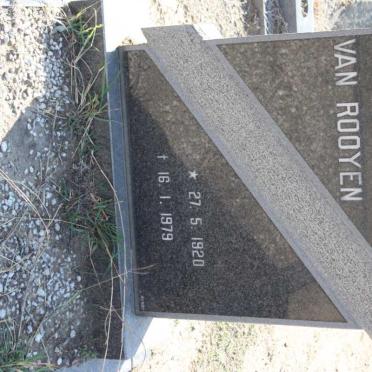 VAN ROOYEN
★ 27. 5. 1920
† 16. 1. 1979